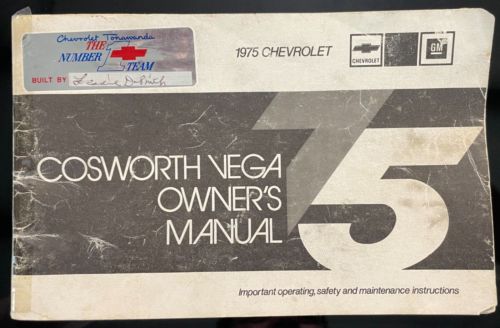 Chevrolet Tonawanda
THE
NUMBER 1
TEAM
BUILT BY
1975 CHEVROLET
CHEVROLET
GM
75
COSWORTH VEGA
OWNER'S
MANUAL
Important operating, safety and maintenance instructions